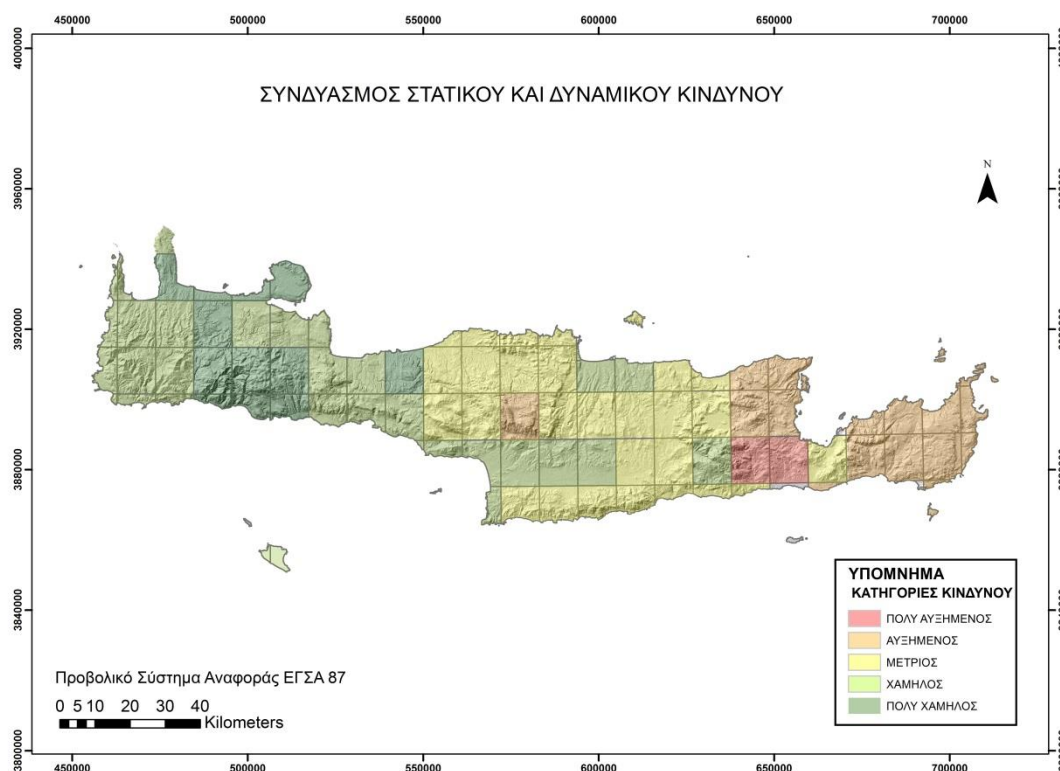 450000 500000 550000 600000 650000 700000
4000000
ΣΥΝΔΥΑΣΜΟΣ ΣΤΑΤΙΚΟΥ ΚΑΙ ΔΥΝΑΜΙΚΟΥ ΚΙΝΔΥΝΟΥ
3960000
N
3920000
3880000
3840000
3800000
ΥΠΟΜΝΗΜΑ
ΚΑΤΗΓΟΡΙΕΣ ΚΙΝΔΥΝΟΥ
ΠΟΛΥ ΑΥΞΗΜΕΝΟΣ
ΑΥΞΗΜΕΝΟΣ
ΜΕΤΡΙΟΣ
ΧΑΜΗΛΟΣ
ΠΟΛΥ ΧΑΜΗΛΟΣ
Προβολικό Σύστημα Αναφοράς ΕΓΣΑ 87
0 5 10 20 30 40
Kilometers
450000 500000 550000 600000 650000 700000